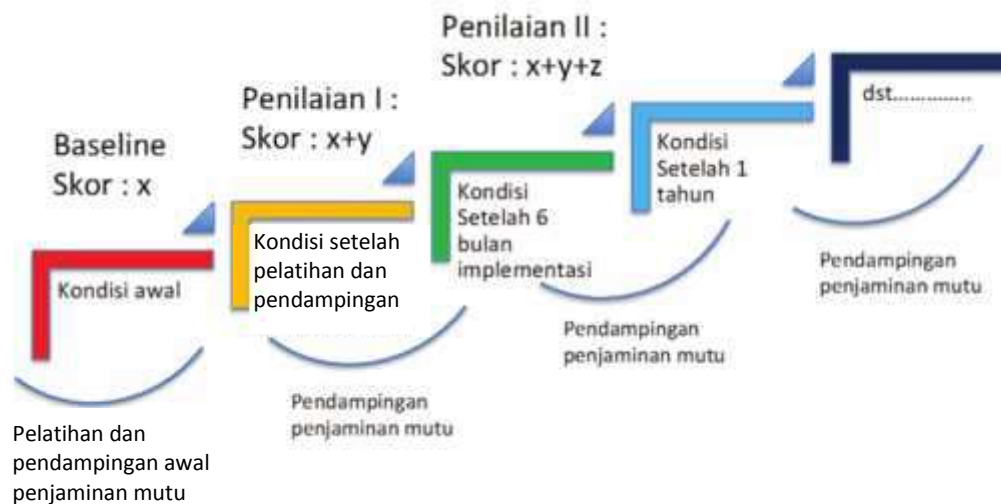 Baseline
Skor : x
Penilaian I :
Skor : x+y
Penilaian II :
Skor : x+y+z
Kondisi awal
Kondisi setelah
pelatihan dan
pendampingan
Kondisi
Setelah 6
bulan
implementasi
Kondisi
Setelah 1
tahun
dst..............
Pelatihan dan
pendampingan awal
penjaminan mutu
Pendampingan
penjaminan mutu
Pendampingan
penjaminan mutu
Pendampingan
penjaminan mutu